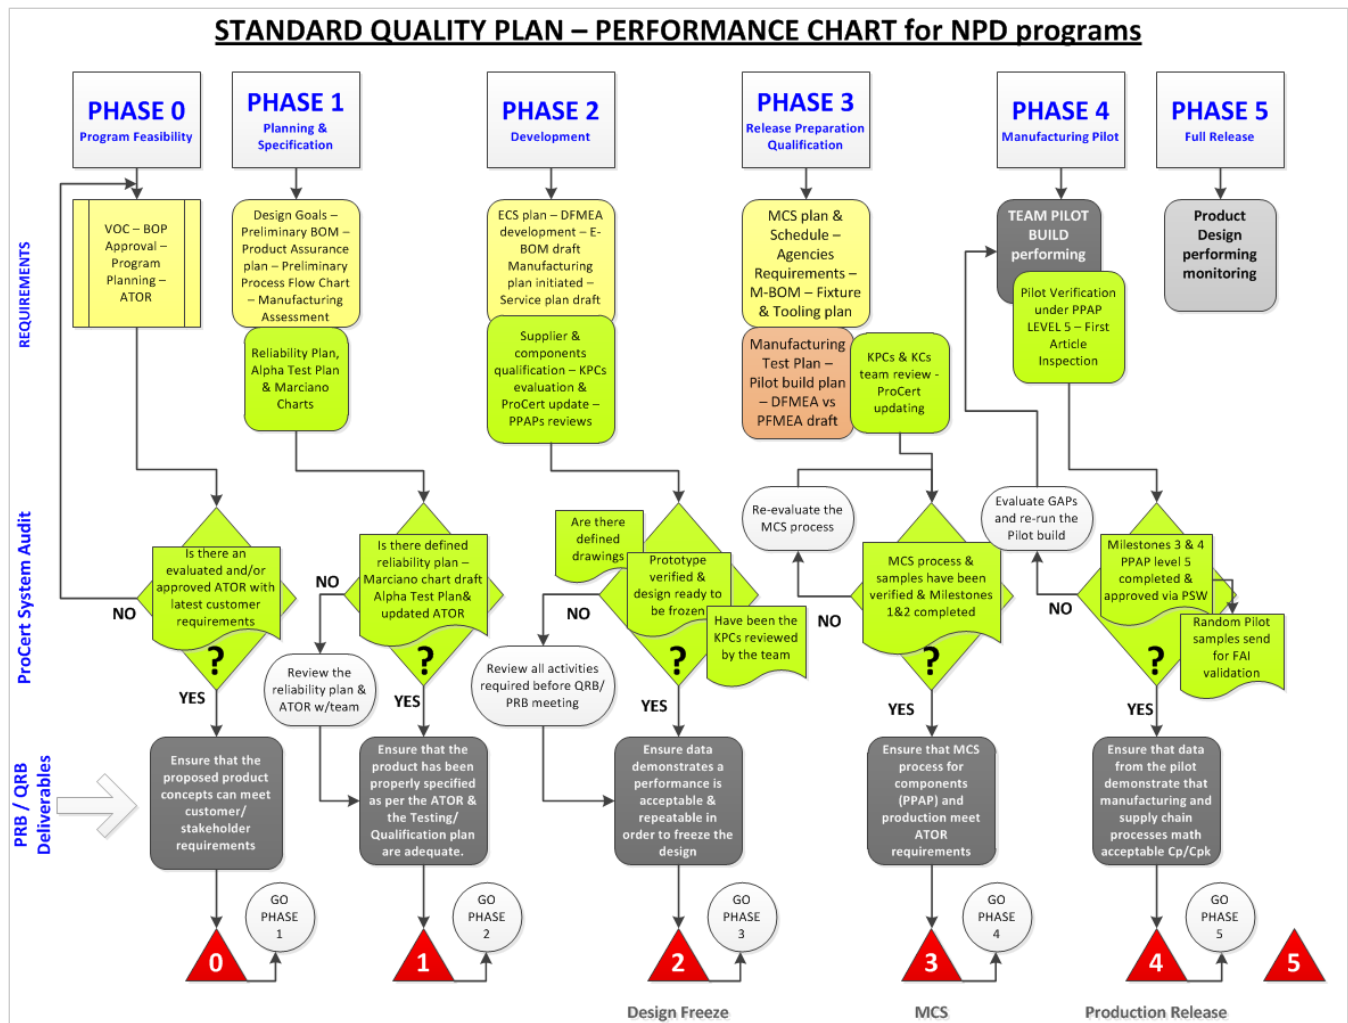 STANDARD QUALITY PLAN – PERFORMANCE CHART for NPD programs
PHASE 0
Program Feasibility
PHASE 1
Planning &
Specification
PHASE 2
Development
PHASE 3
Release Preparation
Qualification
PHASE 4
Manufacturing Pilot
PHASE 5
Full Release
REQUIREMENTS
VOC – BOP
Approval –
Program
Planning –
ATOR
Design Goals –
Preliminary BOM –
Product Assurance
plan – Preliminary
Process Flow Chart
– Manufacturing
Assessment
Reliability Plan,
Alpha Test Plan
& Marciano
Charts
ECS plan – DFMEA
development – E-
BOM draft
Manufacturing
plan initiated –
Service plan draft
Supplier &
components
qualification – KPCs
evaluation &
ProCert update –
PPAPs reviews
MCS plan &
Schedule –
Agencies
Requirements –
M-BOM – Fixture
& Tooling plan
Manufacturing
Test Plan –
Pilot build plan
– DFMEA vs
PFMEA draft
KPCs & KCs
team review -
ProCert
updating
TEAM PILOT
BUILD
performing
Pilot Verification
under PPAP
LEVEL 5 – First
Article
Inspection
Product
Design
performing
monitoring
ProCert System Audit
Is there an
evaluated and/or
approved ATOR with
latest customer
requirements
?
NO
YES
Is there defined
reliability plan –
Marciano chart draft
Alpha Test Plan&
updated ATOR
?
NO
YES
Review the
reliability plan &
ATOR w/team
Are there
defined
drawings
Prototype
verified &
design ready to
be frozen
Have been the
KPCs reviewed
by the team
?
NO
YES
Review all activities
required before QRB/
PRB meeting
Re-evaluate the
MCS process
MCS process &
samples have been
verified & Milestones
1&2 completed
?
NO
YES
Evaluate GAPs
and re-run the
Pilot build
Milestones 3 & 4
PPAP level 5
completed &
approved via PSW
Random Pilot
samples send
for FAI
validation
?
NO
YES
PRB / QRB
Deliverables
Ensure that the
proposed product
concepts can meet
customer/
stakeholder
requirements
Ensure that the
product has been
properly specified
as per the ATOR &
the Testing/
Qualification plan
are adequate.
Ensure data
demonstrates a
performance is
acceptable &
repeatable in
order to freeze the
design
Ensure that MCS
process for
components
(PPAP) and
production meet
ATOR
requirements
Ensure that data
from the pilot
demonstrate that
manufacturing and
supply chain
processes math
acceptable Cp/Cpk
0
GO
PHASE
1
1
GO
PHASE
2
2
GO
PHASE
3
3
GO
PHASE
4
4
GO
PHASE
5
5
Design Freeze
MCS
Production Release